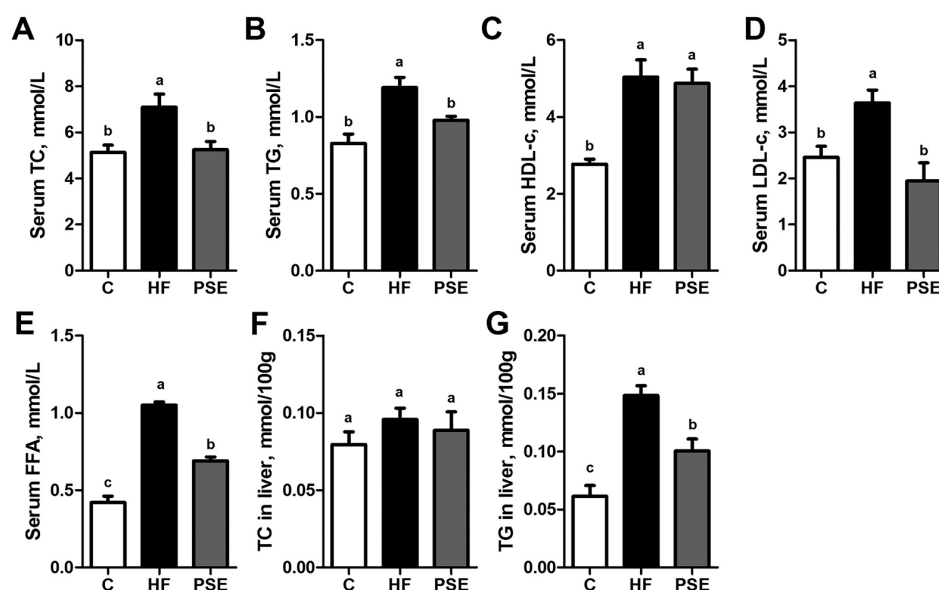 A
Serum TC, mmol/L
10
8
6
4
2
0
b
a
b
C HF PSE
B
Serum TG, mmol/L
1.5
1.0
0.5
0.0
b
a
b
C HF PSE
C
Serum HDL-c, mmol/L
6
4
2
0
b
a
a
C HF PSE
D
Serum LDL-c, mmol/L
5
4
3
2
1
0
b
a
b
C HF PSE
E
Serum FFA, mmol/L
1.5
1.0
0.5
0.0
c
a
b
C HF PSE
F
TC in liver, mmol/100g
0.15
0.10
0.05
0.00
a
a
a
C HF PSE
G
TG in liver, mmol/100g
0.20
0.15
0.10
0.05
0.00
c
a
b
C HF PSE